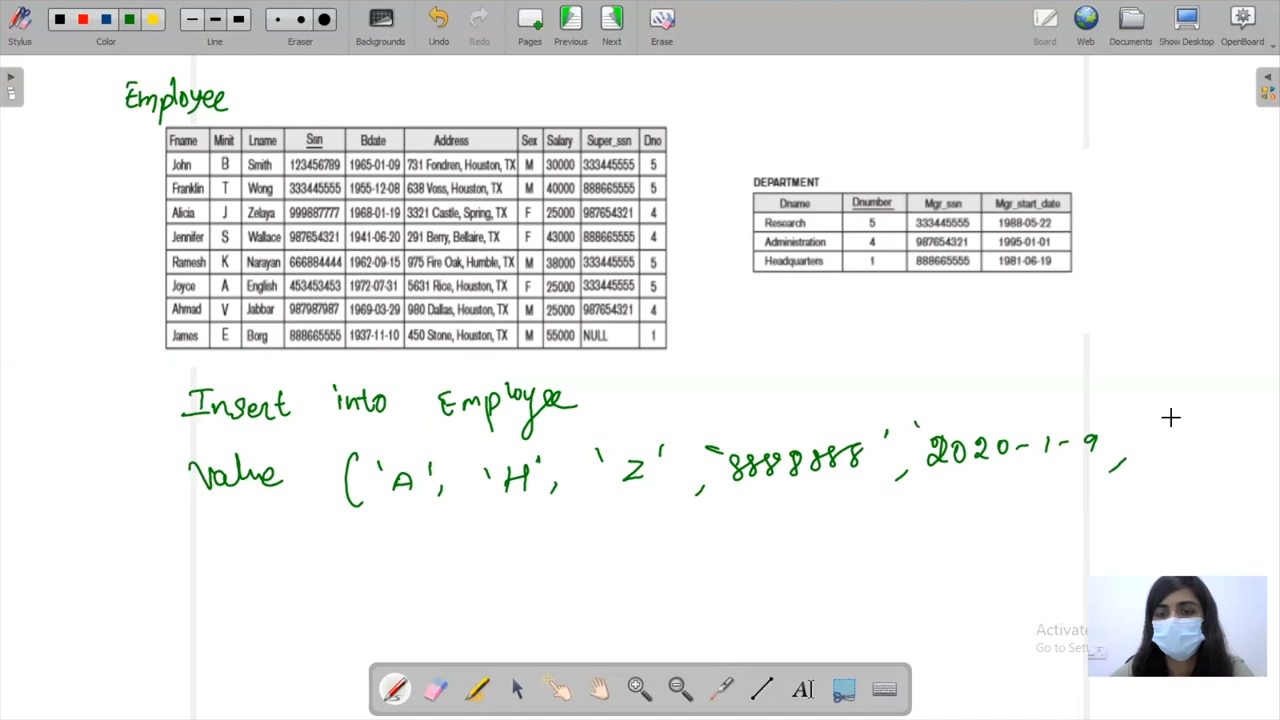 Stylus Color Line Eraser Backgrounds Undo Redo Pages Previous Next Erase Board Web Documents Show Desktop OpenBoard
Employee
Fname Minit Lname Ssn Bdate Address Sex Salary Super_ssn Dno
John B Smith 123456789 1965-01-09 731 Fondren, Houston, TX M 30000 333445555 5
Franklin T Wong 333445555 1955-12-08 638 Voss, Houston, TX M 40000 888665555 5
Alicia J Zelaya 999887777 1968-01-19 3321 Castle, Spring, TX F 25000 987654321 4
Jennifer S Wallace 987654321 1941-06-20 291 Berry, Bellaire, TX F 43000 888665555 4
Ramesh K Narayan 666884444 1962-09-15 975 Fire Oak, Humble, TX M 38000 333445555 5
Joyce A English 453453453 1972-07-31 5631 Rice, Houston, TX F 25000 333445555 5
Ahmad V Jabbar 987987987 1969-03-29 980 Dallas, Houston, TX M 25000 987654321 4
James E Borg 888665555 1937-11-10 450 Stone, Houston, TX M 55000 NULL 1
DEPARTMENT
Dname Dnumber Mgr_ssn Mgr_start_date
Research 5 333445555 1988-05-22
Administration 4 987654321 1995-01-01
Headquarters 1 888665555 1981-06-19
Insert into Employee
Value ('A', 'H', 'Z', '8888888', '2020-1-9,
Activate
Go to Sett
AI